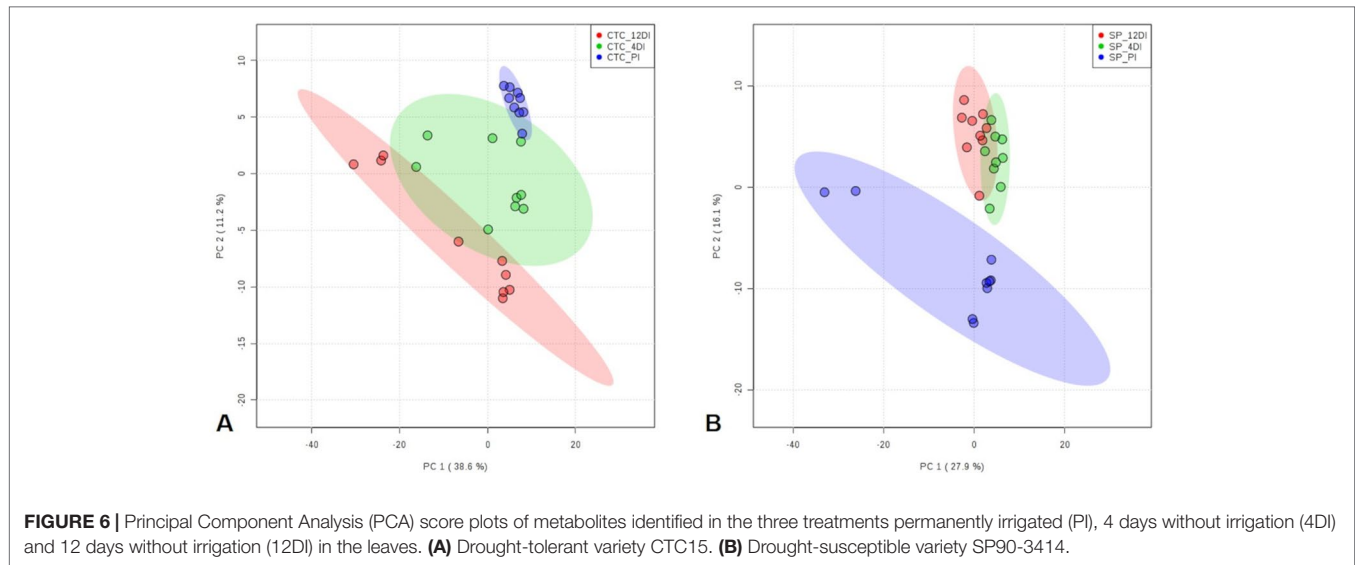 CTC_12DI
CTC_4DI
CTC_PI
10
5
0
-5
-10
-15
-20
PC 2 ( 11.2 %)
-40
-20
0
20
PC 1 ( 38.6 %)
A
SP_12DI
SP_4DI
SP_PI
10
0
-10
-20
PC 2 ( 16.1 %)
-40
-20
0
20
PC 1 ( 27.9 %)
B
FIGURE 6 | Principal Component Analysis (PCA) score plots of metabolites identified in the three treatments permanently irrigated (PI), 4 days without irrigation (4DI)
and 12 days without irrigation (12DI) in the leaves. (A) Drought-tolerant variety CTC15. (B) Drought-susceptible variety SP90-3414.